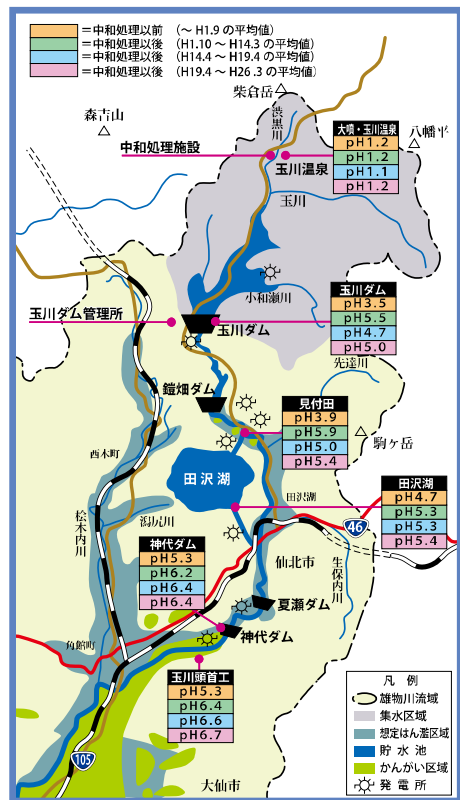 =中和処理以前 (〜 H1.9 の平均値)
=中和処理以後 (H1.10 〜 H14.3 の平均値)
=中和処理以後 (H14.4 〜 H19.4 の平均値)
=中和処理以後 (H19.4 〜 H26.3 の平均値)
柴倉岳
森吉山
渋黒川
八幡平
大噴・玉川温泉
pH1.2
pH1.2
pH1.1
pH1.2
中和処理施設
玉川温泉
玉川
小和瀬川
玉川ダム
pH3.5
pH5.5
pH4.7
pH5.0
玉川ダム管理所
玉川ダム
先達川
鎧畑ダム
見付田
pH3.9
pH5.9
pH5.0
pH5.4
駒ヶ岳
西木町
田沢湖
田沢湖
田沢湖
pH4.7
pH5.3
pH5.3
pH5.4
桧木内川
潟尻川
46
神代ダム
pH5.3
pH6.2
pH6.4
pH6.4
仙北市
生保内川
夏瀬ダム
神代ダム
角館町
玉川頭首工
pH5.3
pH6.4
pH6.6
pH6.7
105
大仙市
凡 例
雄物川流域
集水区域
想定はん濫区域
貯 水 池
かんがい区域
発 電 所